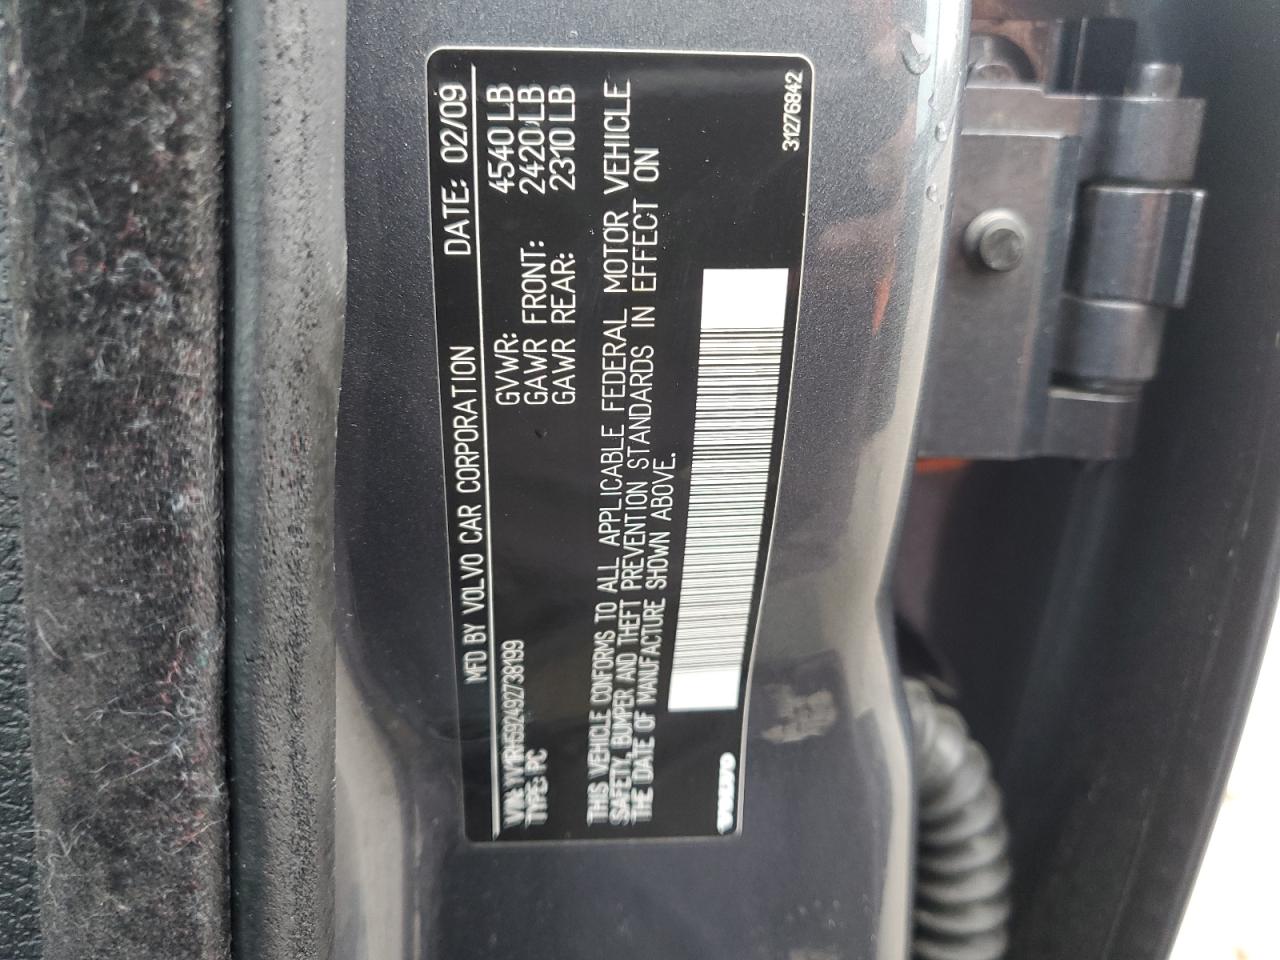 MFD BY VOLVO CAR CORPORATION DATE: 02/09
GVWR: 4540 LB
GAWR FRONT: 2420 LB
GAWR REAR: 2310 LB
VIN: YV1RH592492738199
TYPE: PC
THIS VEHICLE CONFORMS TO ALL APPLICABLE FEDERAL MOTOR VEHICLE
SAFETY, BUMPER AND THEFT PREVENTION STANDARDS IN EFFECT ON
THE DATE OF MANUFACTURE SHOWN ABOVE.
VOLVO
31276842